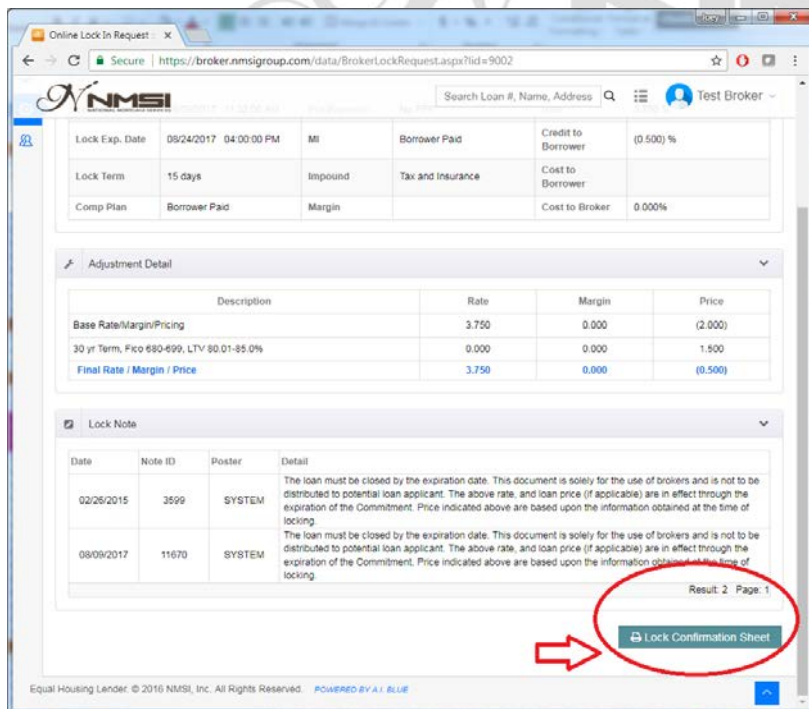 Joey
Online Lock In Request ::
Secure | https://broker.nmsigroup.com/data/BrokerLockRequest.aspx?lid=9002
NMSI
Search Loan #, Name, Address
Test Broker
Lock Exp. Date 08/24/2017 04:00:00 PM MI Borrower Paid Credit to Borrower (0.500) %
Lock Term 15 days Impound Tax and Insurance Cost to Borrower
Comp Plan Borrower Paid Margin Cost to Broker 0.000%
Adjustment Detail
Description Rate Margin Price
Base Rate/Margin/Pricing 3.750 0.000 (2.000)
30 yr Term, Fico 680-699, LTV 80.01-85.0% 0.000 0.000 1.500
Final Rate / Margin / Price 3.750 0.000 (0.500)
Lock Note
Date Note ID Poster Detail
02/26/2015 3599 SYSTEM The loan must be closed by the expiration date. This document is solely for the use of brokers and is not to be
distributed to potential loan applicant. The above rate, and loan price (if applicable) are in effect through the
expiration of the Commitment. Price indicated above are based upon the information obtained at the time of
locking.
08/09/2017 11670 SYSTEM The loan must be closed by the expiration date. This document is solely for the use of brokers and is not to be
distributed to potential loan applicant. The above rate, and loan price (if applicable) are in effect through the
expiration of the Commitment. Price indicated above are based upon the information obtained at the time of
locking.
Result: 2 Page: 1
Lock Confirmation Sheet
Equal Housing Lender. © 2016 NMSI, Inc. All Rights Reserved. POWERED BY A.I. BLUE